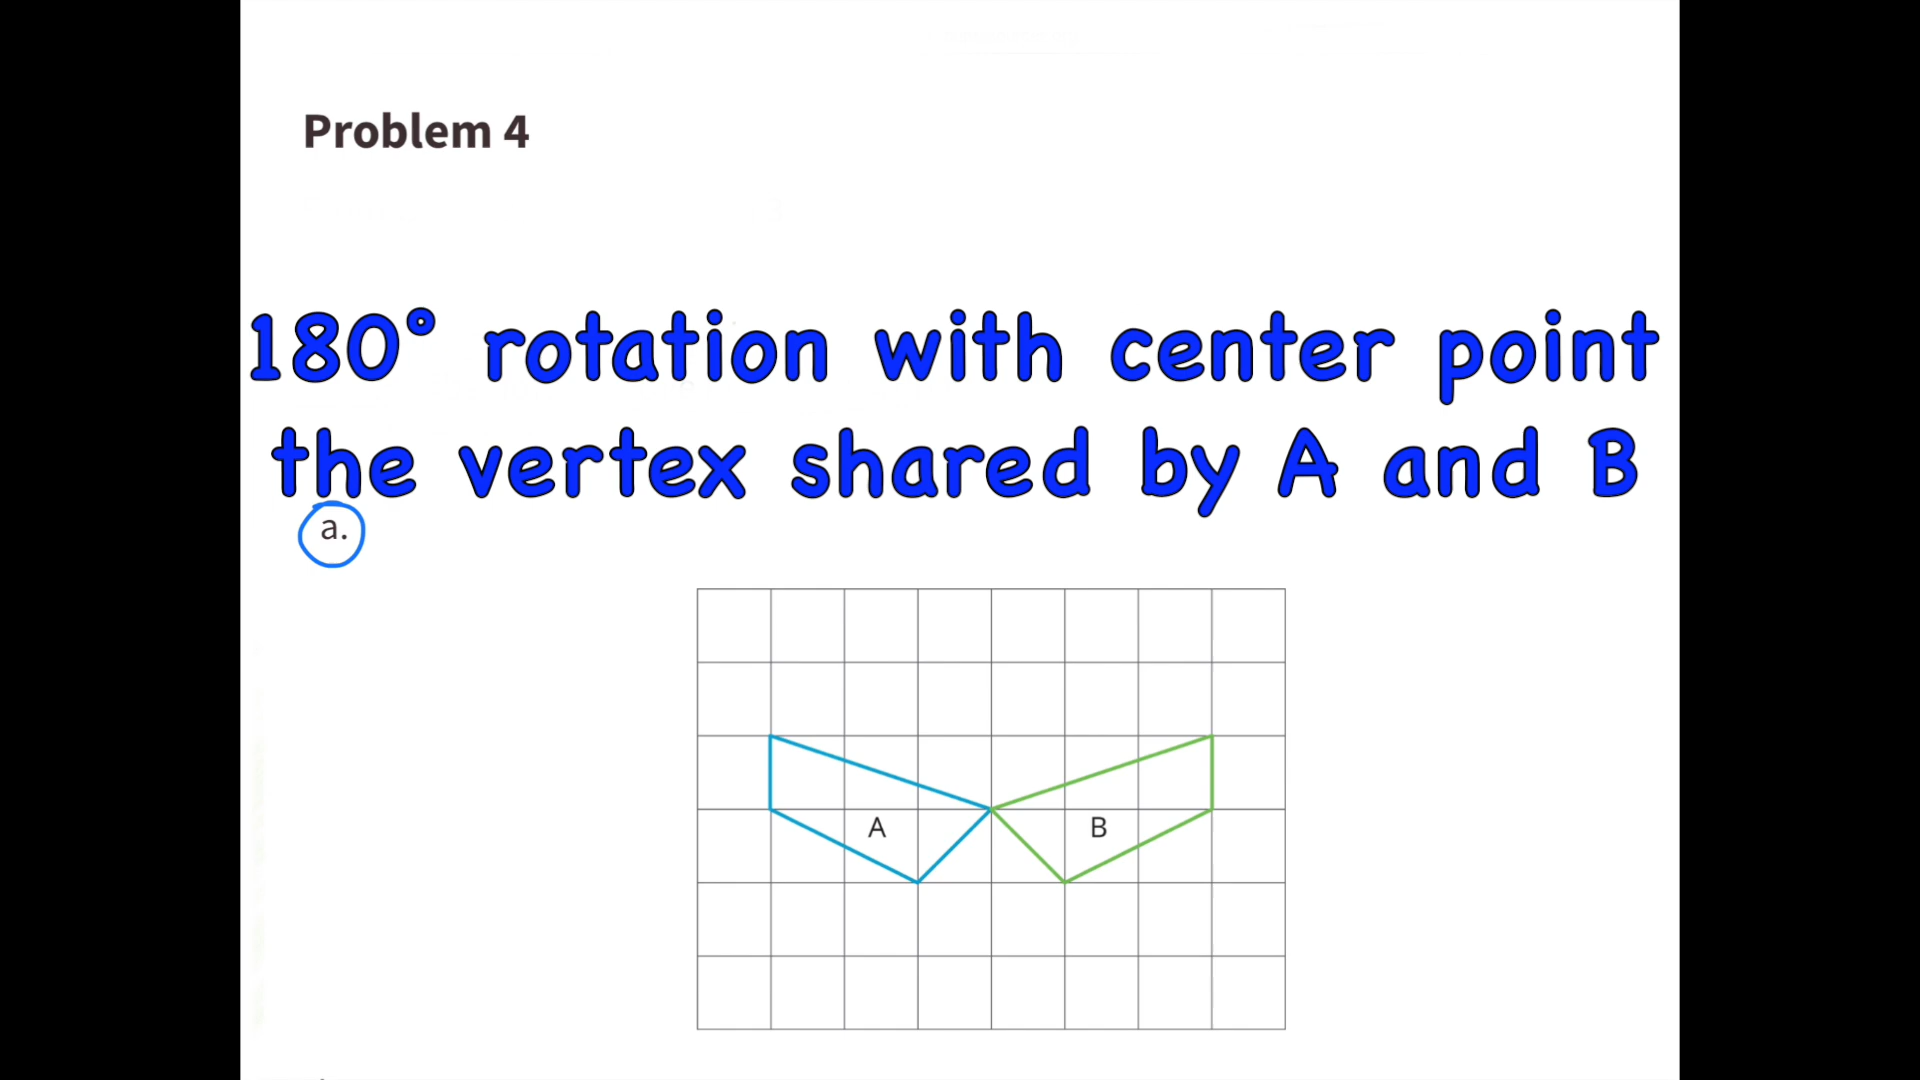 Problem 4
180° rotation with center point
the vertex shared by A and B
a.
A
B